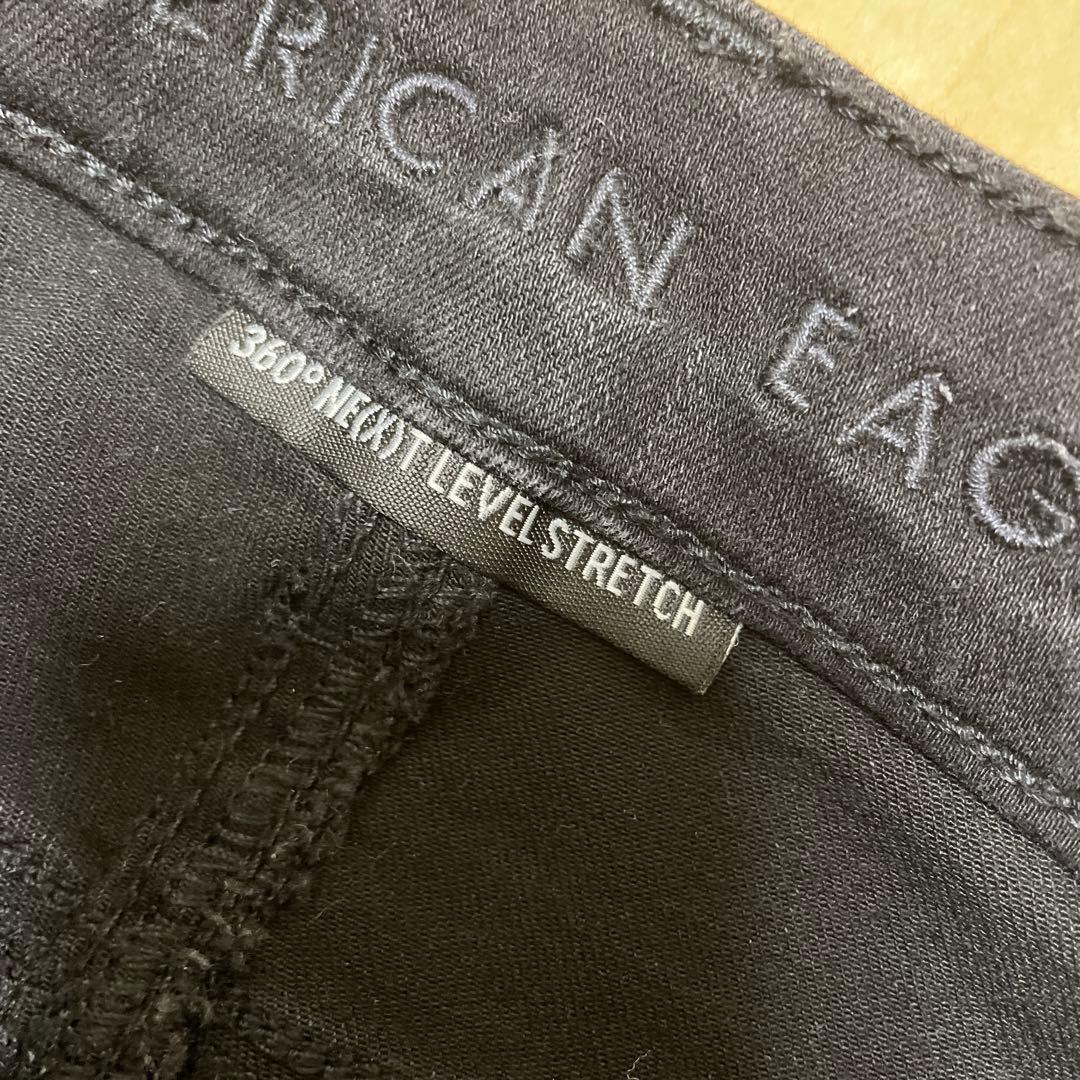 ERICAN EAG
360° NE(X)T LEVEL STRETCH